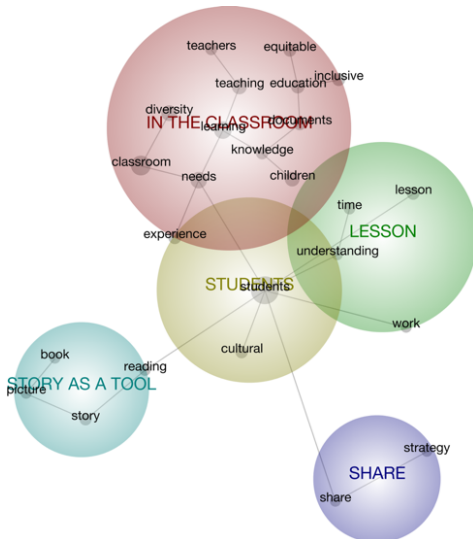 teachers
equitable
teaching
education
inclusive
diversity
IN THE CLASSROOM
documents
learning
knowledge
classroom
needs
children
lesson
time
experience
LESSON
understanding
STUDENTS
students
work
cultural
book
reading
STORY AS A TOOL
picture
story
strategy
SHARE
share